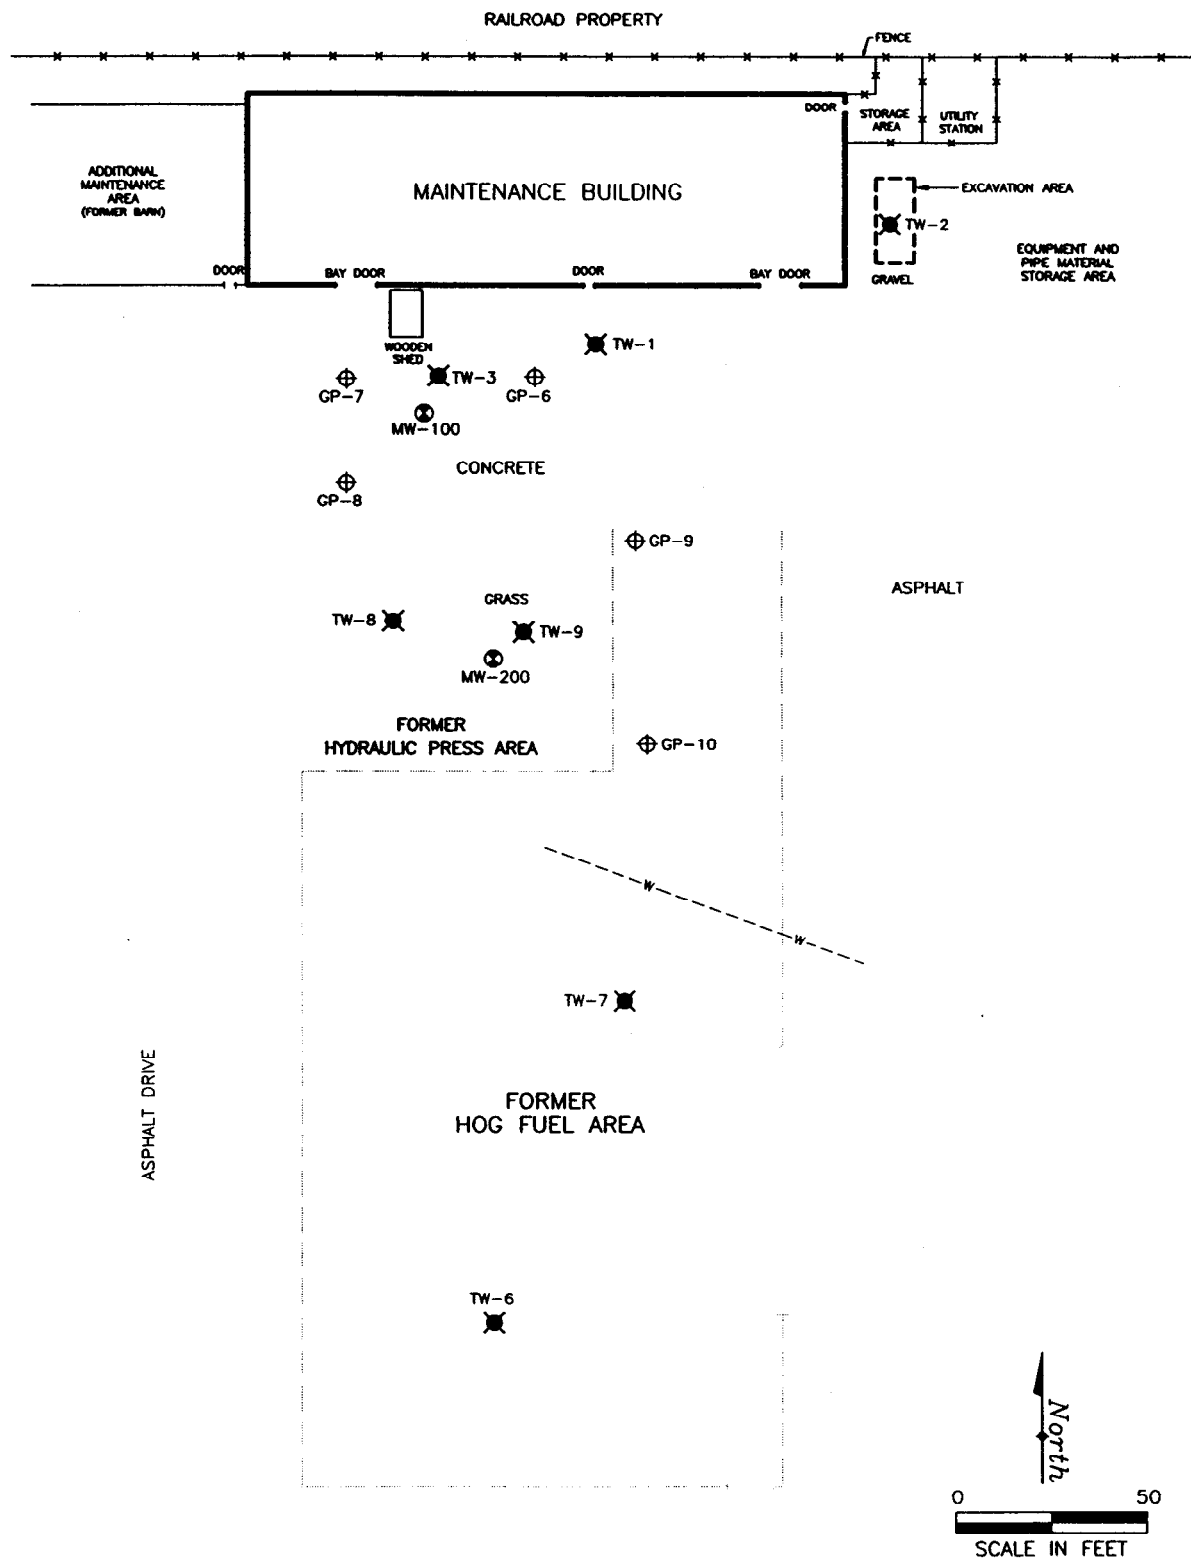 RAILROAD PROPERTY
FENCE
DOOR
STORAGE
AREA
UTILITY
STATION
ADDITIONAL
MAINTENANCE
AREA
(FORMER BARN)
MAINTENANCE BUILDING
EXCAVATION AREA
TW-2
EQUIPMENT AND
PIPE MATERIAL
STORAGE AREA
DOOR
BAY DOOR
DOOR
BAY DOOR
GRAVEL
WOODEN
SHED
TW-1
TW-3
GP-7
GP-6
MW-100
CONCRETE
GP-8
GP-9
ASPHALT
GRASS
TW-8
TW-9
MW-200
FORMER
HYDRAULIC PRESS AREA
GP-10
W
W
TW-7
ASPHALT DRIVE
FORMER
HOG FUEL AREA
TW-6
North
0 50
SCALE IN FEET